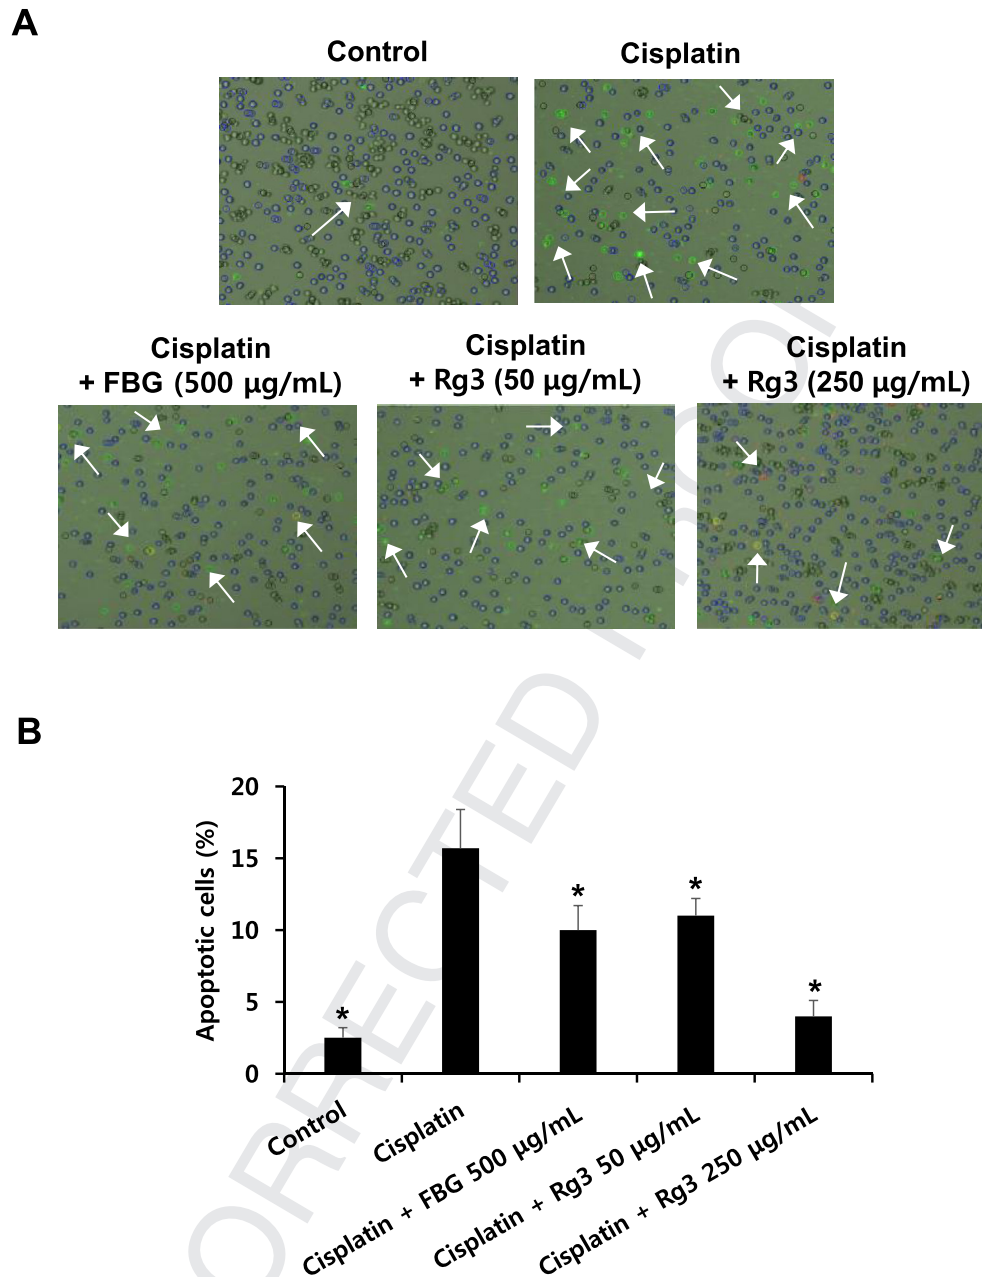 A
Control
Cisplatin
Cisplatin
+ FBG (500 μg/mL)
Cisplatin
+ Rg3 (50 μg/mL)
Cisplatin
+ Rg3 (250 μg/mL)
B
Apoptotic cells (%)
20
15
10
5
0
*
*
*
*
Control
Cisplatin
Cisplatin + FBG 500 μg/mL
Cisplatin + Rg3 50 μg/mL
Cisplatin + Rg3 250 μg/mL
ORRECTED